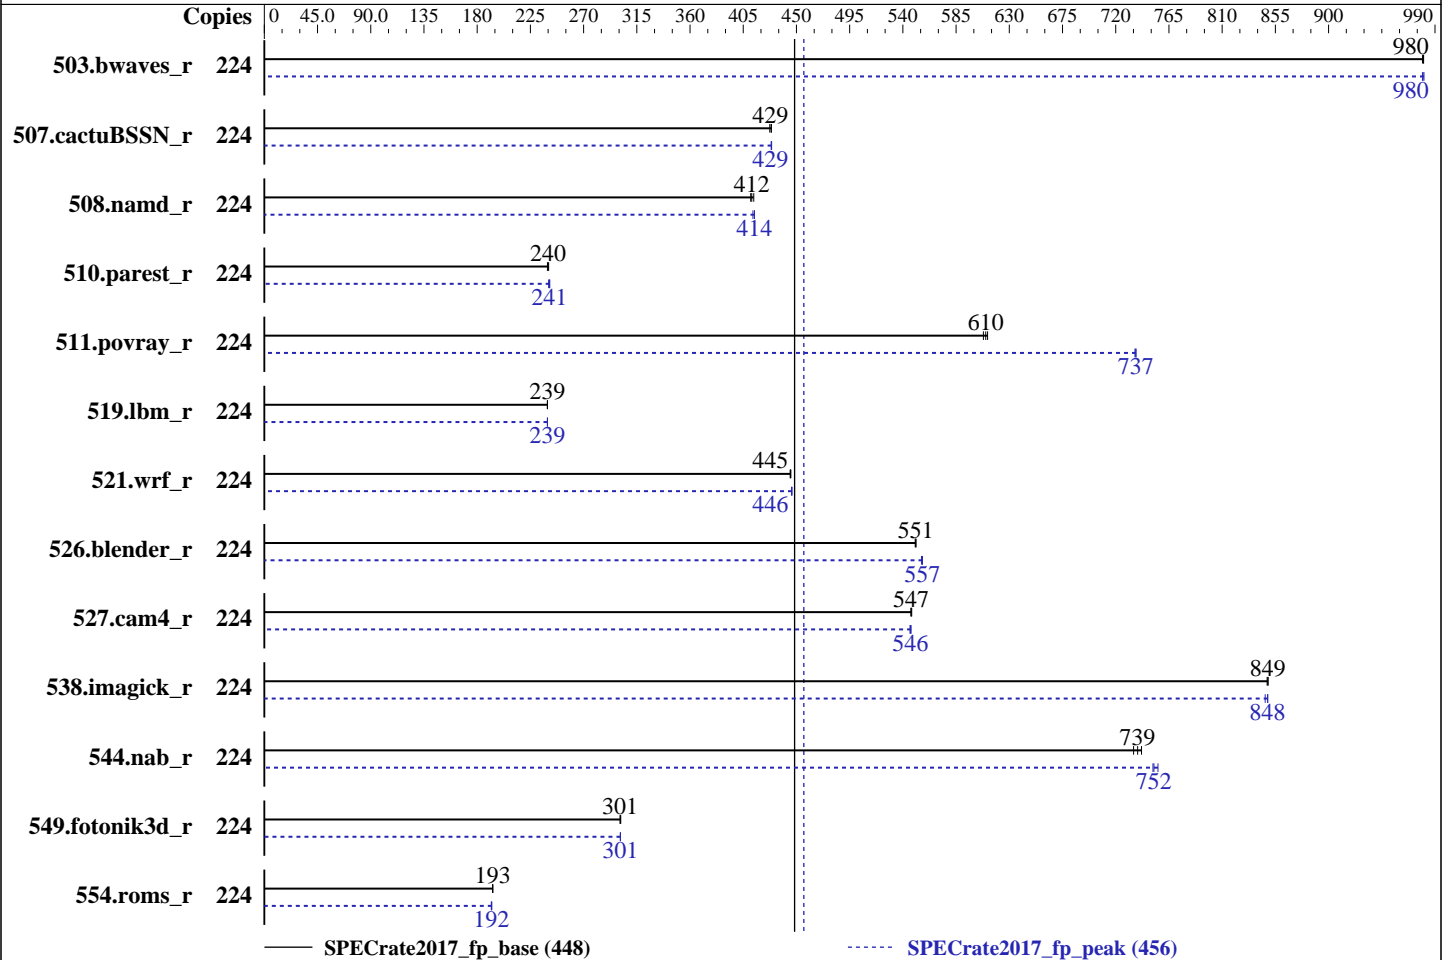 Copies 0 45.0 90.0 135 180 225 270 315 360 405 450 495 540 585 630 675 720 765 810 855 900 990
503.bwaves_r 224 980
980
507.cactuBSSN_r 224 429
429
508.namd_r 224 412
414
510.parest_r 224 240
241
511.povray_r 224 610
737
519.lbm_r 224 239
239
521.wrf_r 224 445
446
526.blender_r 224 551
557
527.cam4_r 224 547
546
538.imagick_r 224 849
848
544.nab_r 224 739
752
549.fotonik3d_r 224 301
301
554.roms_r 224 193
192
SPECrate2017_fp_base (448) SPECrate2017_fp_peak (456)